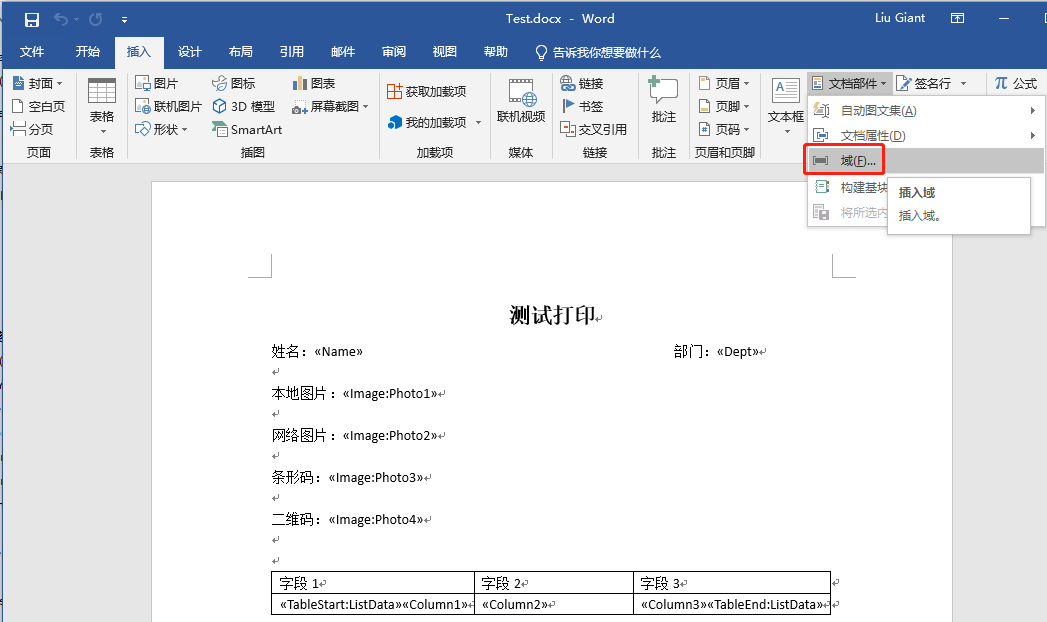 Test.docx - Word
Liu Giant
文件 开始 插入 设计 布局 引用 邮件 审阅 视图 帮助 告诉我你想要做什么
封面 表格 图片 图标 图表 获取加载项 联机视频 链接 批注 页眉 文本框 文档部件 签名行 公式
空白页 联机图片 3D 模型 屏幕截图 书签 页脚
分页 形状 SmartArt 我的加载项 交叉引用 页码
页面 表格 插图 加载项 媒体 链接 批注 页眉和页脚
自动图文集(A)
文档属性(D)
域(F)...
构建基块
将所选内
插入域
插入域。
测试打印
姓名：«Name» 部门：«Dept»
本地图片：«Image:Photo1»
网络图片：«Image:Photo2»
条形码：«Image:Photo3»
二维码：«Image:Photo4»
字段 1 字段 2 字段 3
«TableStart:ListData»«Column1» «Column2» «Column3»«TableEnd:ListData»